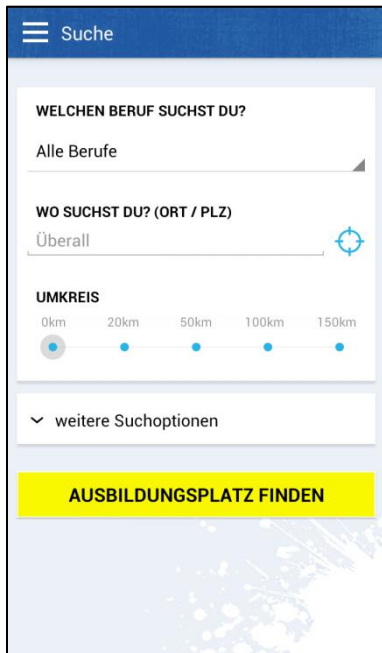 Suche
WELCHEN BERUF SUCHST DU?
Alle Berufe
WO SUCHST DU? (ORT / PLZ)
Überall
UMKREIS
0km 20km 50km 100km 150km
weitere Suchoptionen
AUSBILDUNGSPLATZ FINDEN